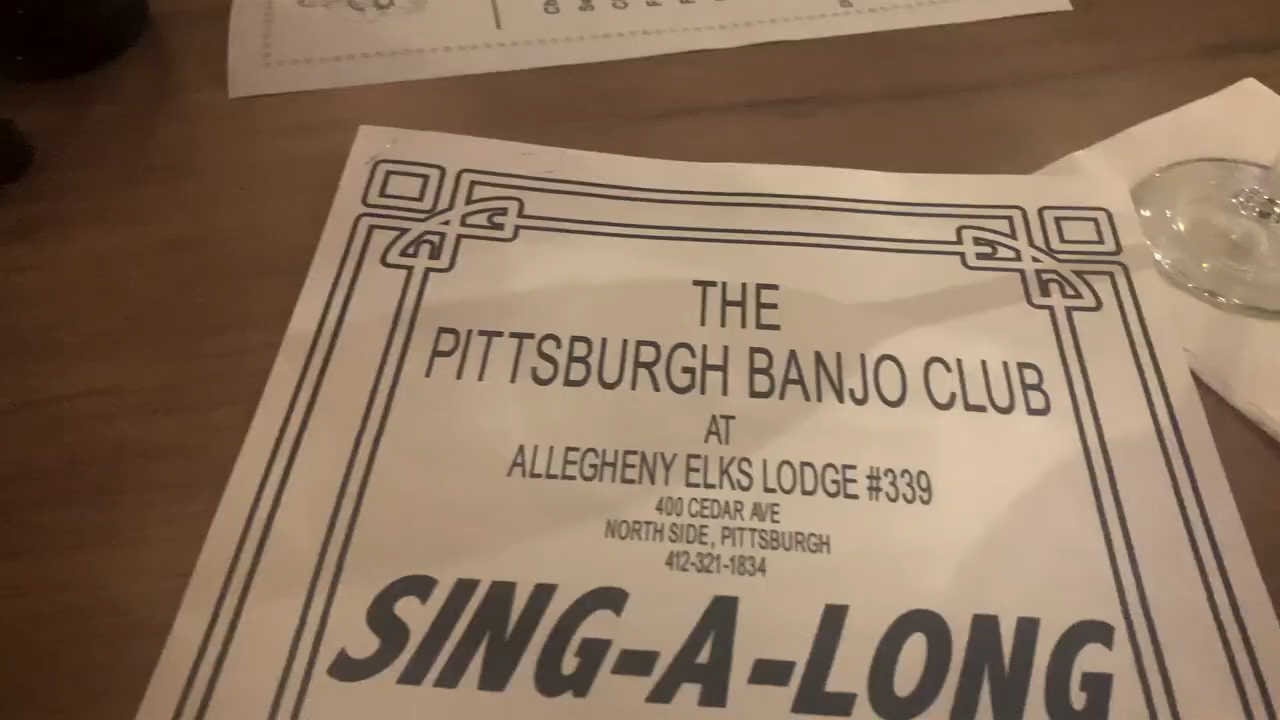 THE
PITTSBURGH BANJO CLUB
AT
ALLEGHENY ELKS LODGE #339
400 CEDAR AVE
NORTH SIDE, PITTSBURGH
412-321-1834
SING-A-LONG